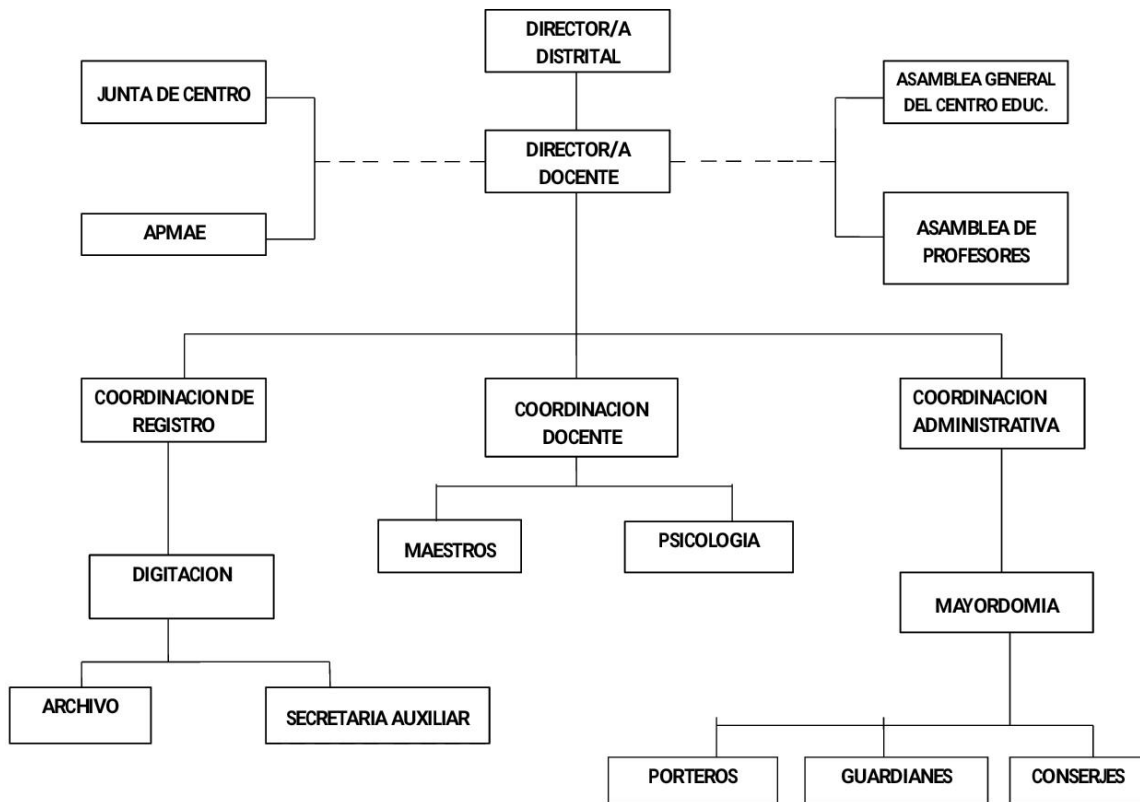 DIRECTOR/A
DISTRITAL
JUNTA DE CENTRO
ASAMBLEA GENERAL
DEL CENTRO EDUC.
DIRECTOR/A
DOCENTE
APMAE
ASAMBLEA DE
PROFESORES
COORDINACION DE
REGISTRO
COORDINACION
DOCENTE
COORDINACION
ADMINISTRATIVA
MAESTROS
PSICOLOGIA
DIGITACION
MAYORDOMIA
ARCHIVO
SECRETARIA AUXILIAR
PORTEROS
GUARDIANES
CONSERJES